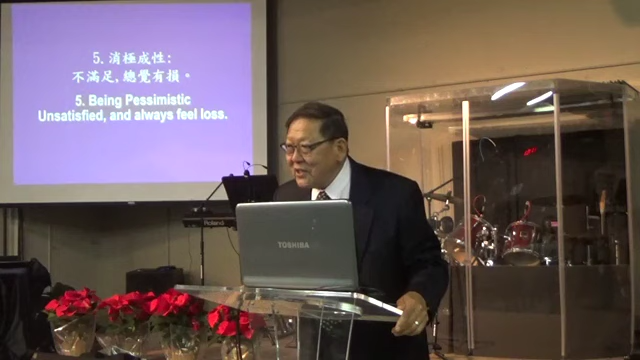 5. 消極成性：
不滿足，總覺有損。
5. Being Pessimistic
Unsatisfied, and always feel loss.
Roland
TOSHIBA